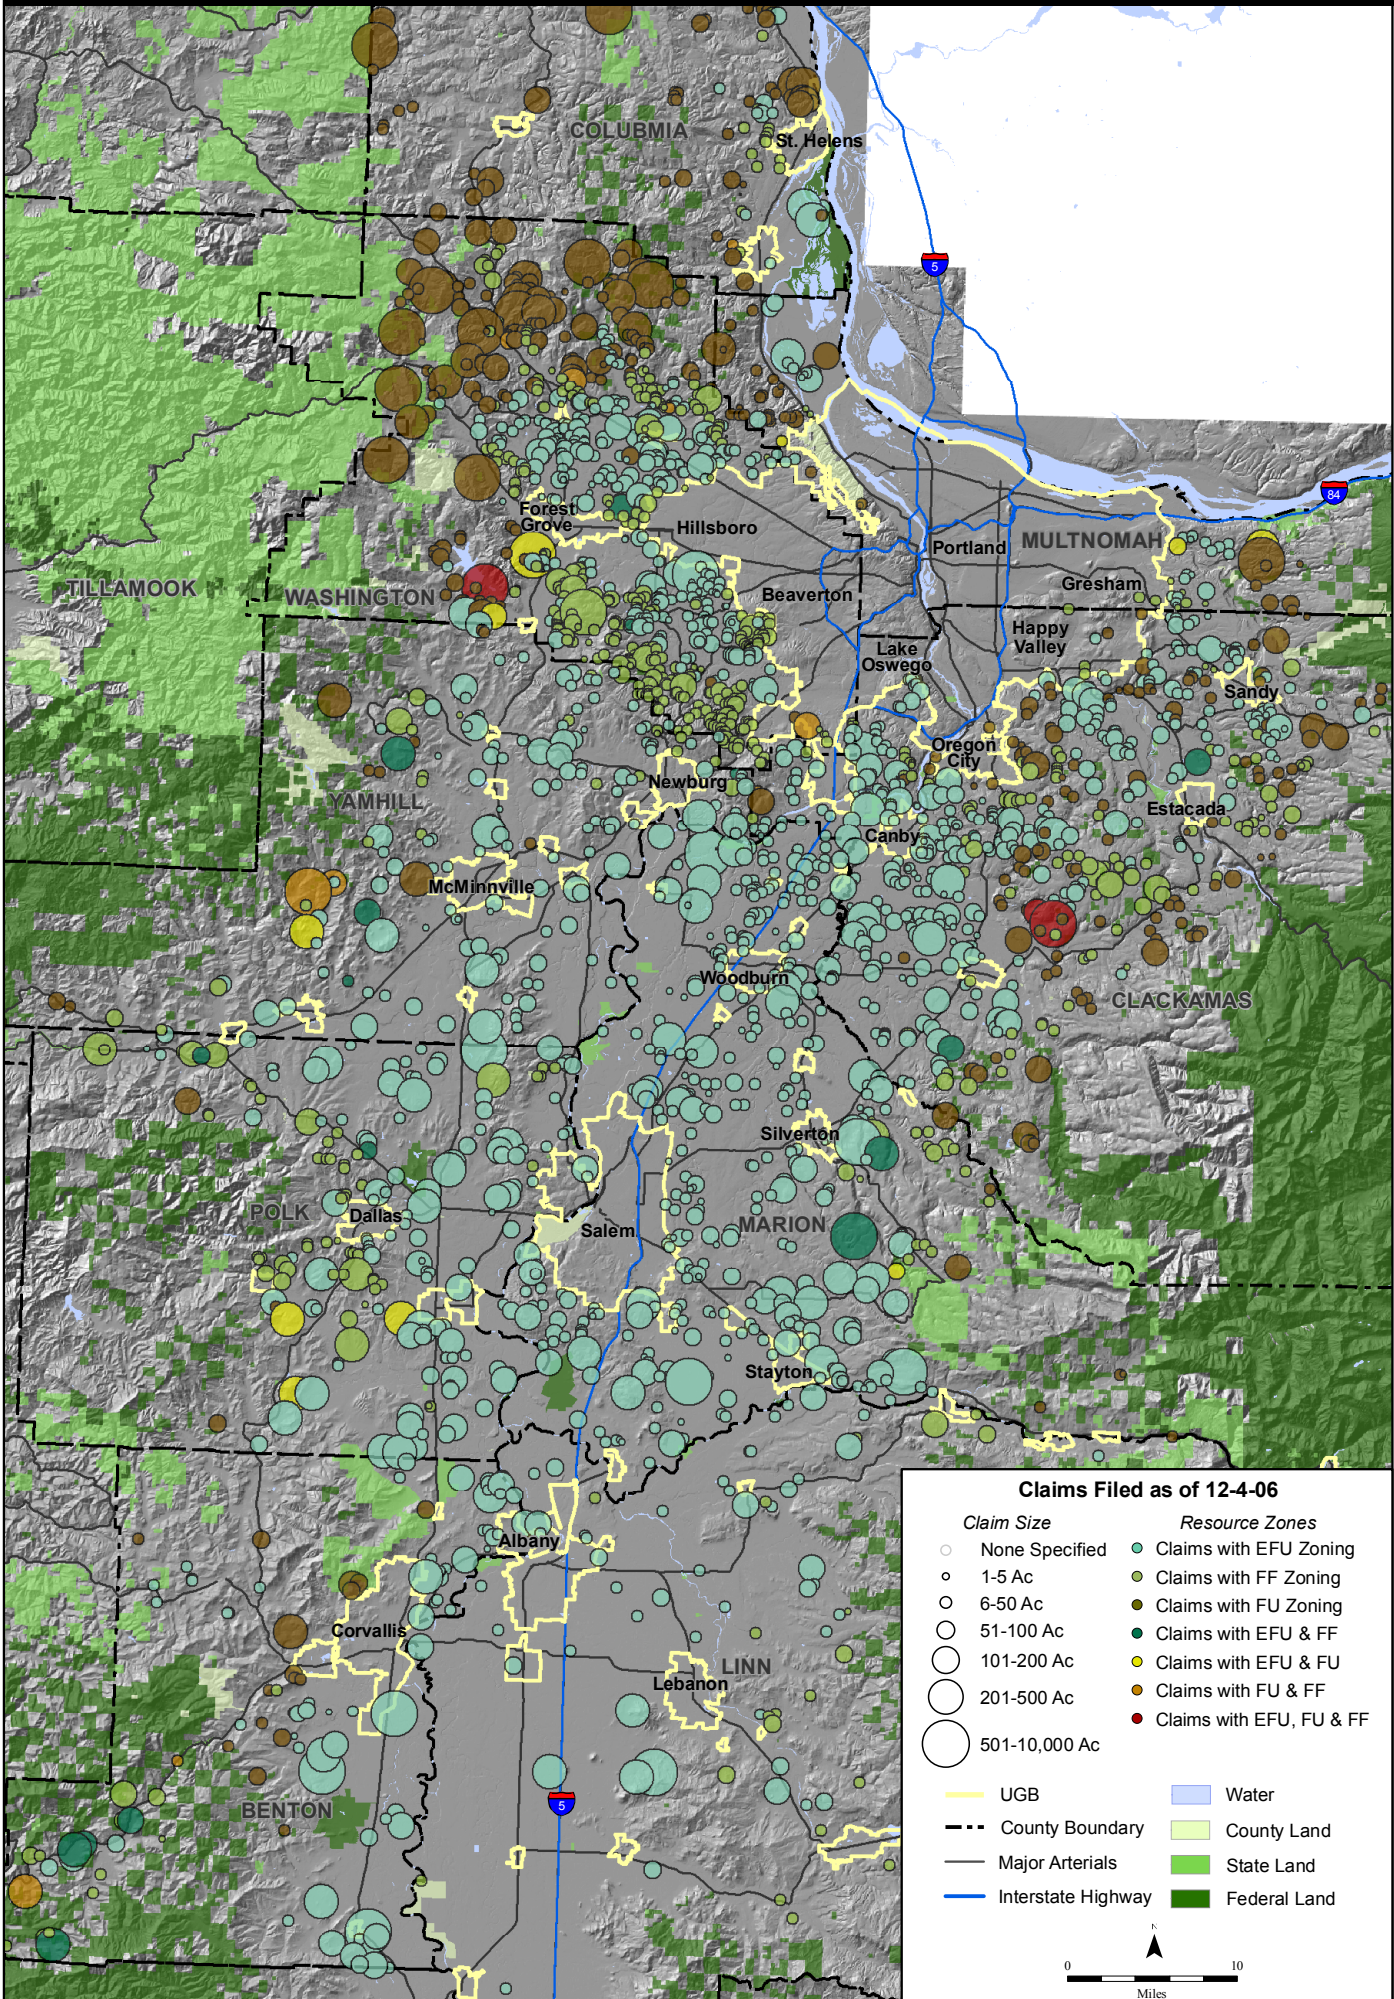 COLUBMIA
St. Helens
5
84
Forest
Grove
Hillsboro
Portland
MULTNOMAH
TILLAMOOK
WASHINGTON
Beaverton
Gresham
Happy
Valley
Lake
Oswego
Sandy
Oregon
City
Newburg
YAMHILL
Estacada
Canby
McMinnville
Woodburn
CLACKAMAS
Silverton
POLK
Dallas
Salem
MARION
Stayton
Albany
Corvallis
LINN
Lebanon
BENTON
5
Claims Filed as of 12-4-06
Claim Size
None Specified
1-5 Ac
6-50 Ac
51-100 Ac
101-200 Ac
201-500 Ac
501-10,000 Ac
Resource Zones
Claims with EFU Zoning
Claims with FF Zoning
Claims with FU Zoning
Claims with EFU & FF
Claims with EFU & FU
Claims with FU & FF
Claims with EFU, FU & FF
UGB
County Boundary
Major Arterials
Interstate Highway
Water
County Land
State Land
Federal Land
N
0 10
Miles